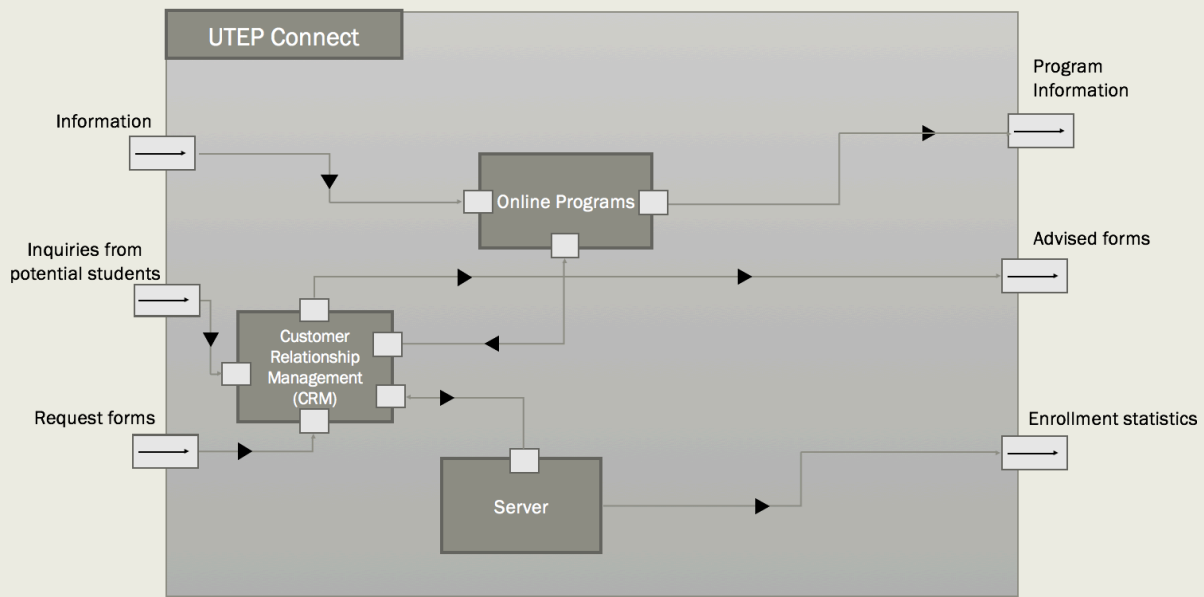 UTEP Connect
Program
Information
Information
Online Programs
Advised forms
Inquiries from
potential students
Customer
Relationship
Management
(CRM)
Request forms
Enrollment statistics
Server